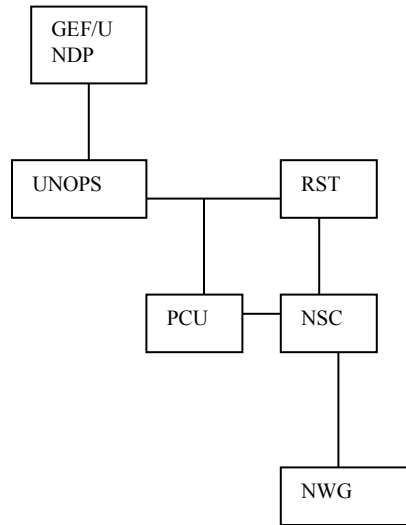 GEF/U
NDP
UNOPS
RST
PCU
NSC
NWG